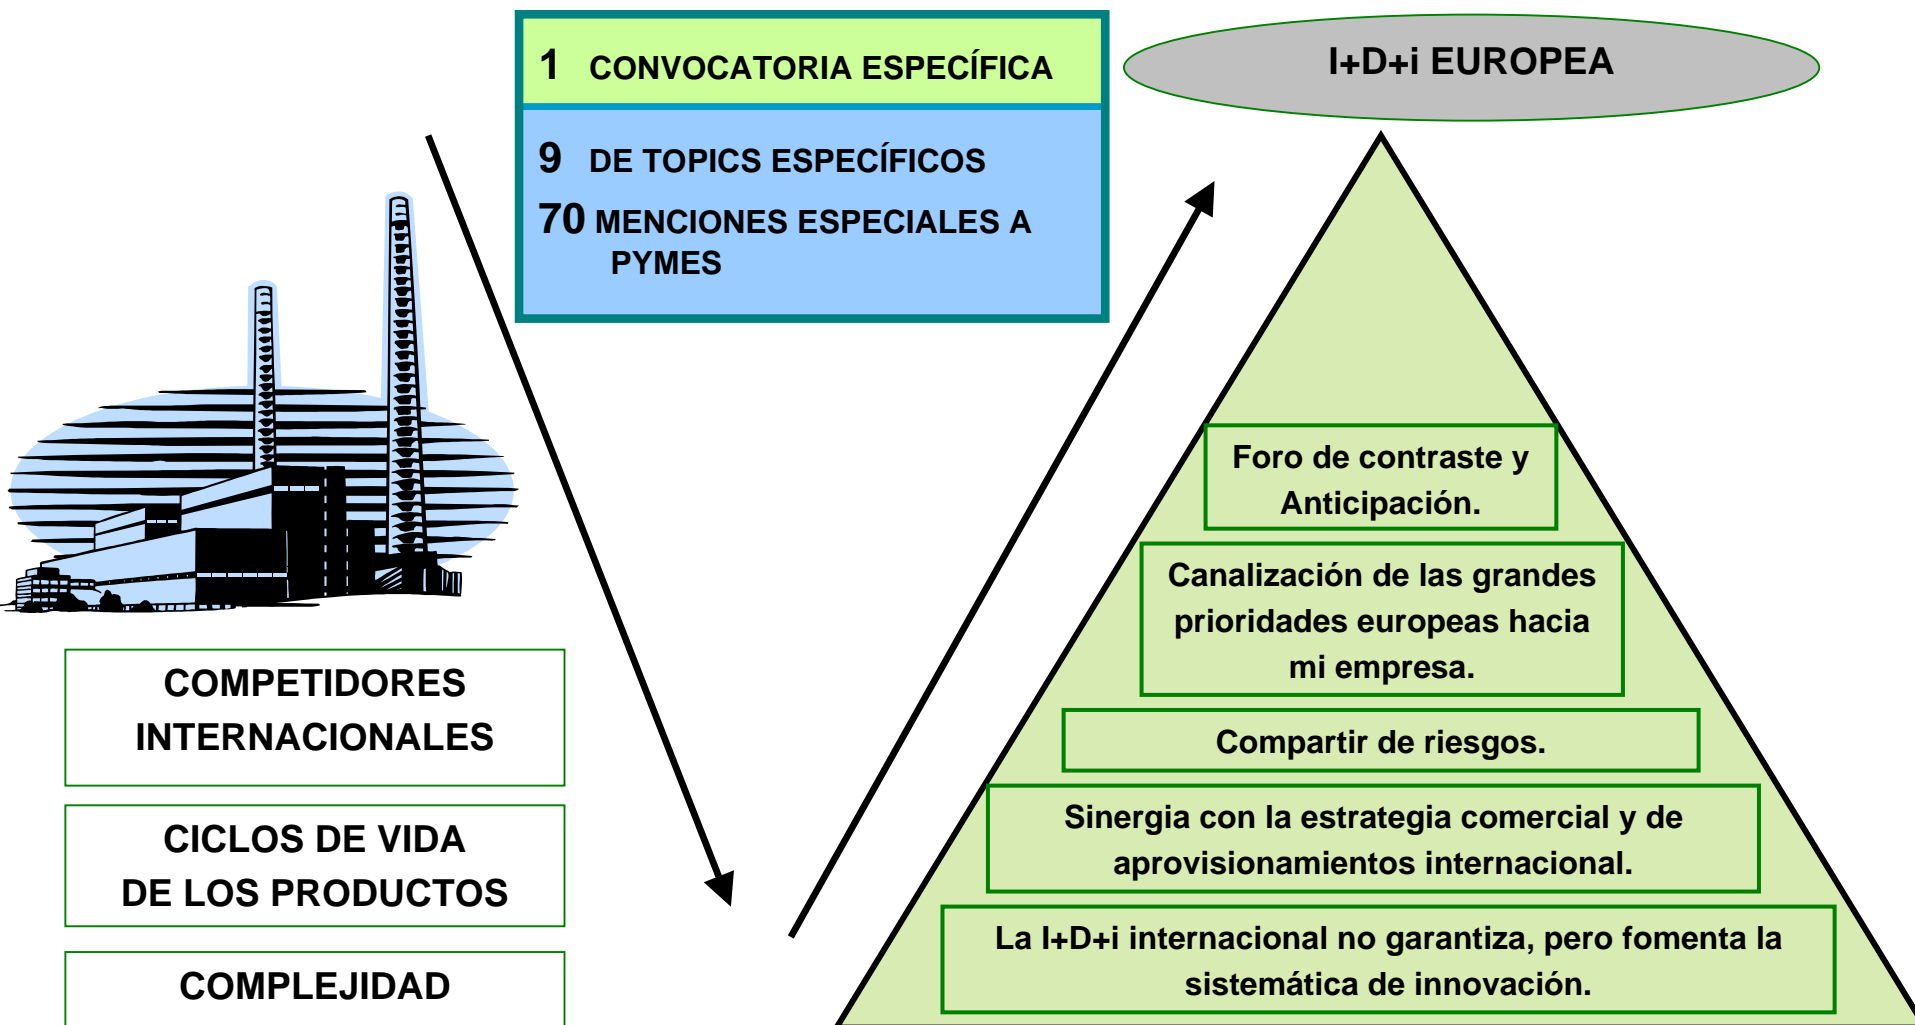 1 CONVOCATORIA ESPECÍFICA
9 DE TOPICS ESPECÍFICOS
70 MENCIONES ESPECIALES A
PYMES
I+D+i EUROPEA
Foro de contraste y
Anticipación.
Canalización de las grandes
prioridades europeas hacia
mi empresa.
Compartir de riesgos.
Sinergia con la estrategia comercial y de
aprovisionamientos internacional.
La I+D+i internacional no garantiza, pero fomenta la
sistemática de innovación.
COMPETIDORES
INTERNACIONALES
CICLOS DE VIDA
DE LOS PRODUCTOS
COMPLEJIDAD